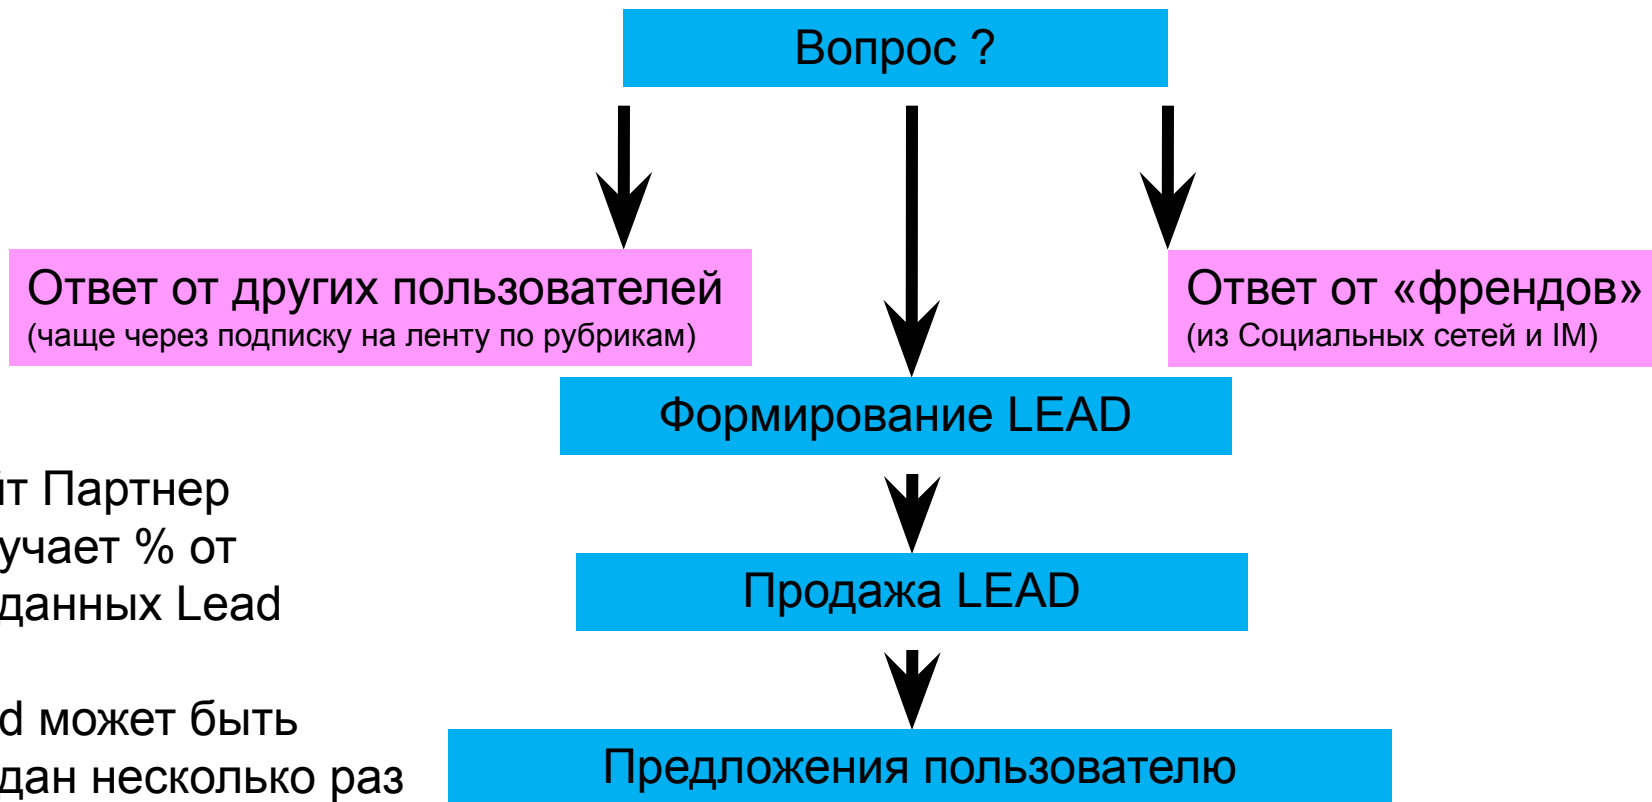 Вопрос ?
Ответ от других пользователей
(чаще через подписку на ленту по рубрикам)
Ответ от «френдов»
(из Социальных сетей и IM)
Формирование LEAD
Партнер
% от
Lead
Продажа LEAD
может быть
несколько раз
Предложения пользователю